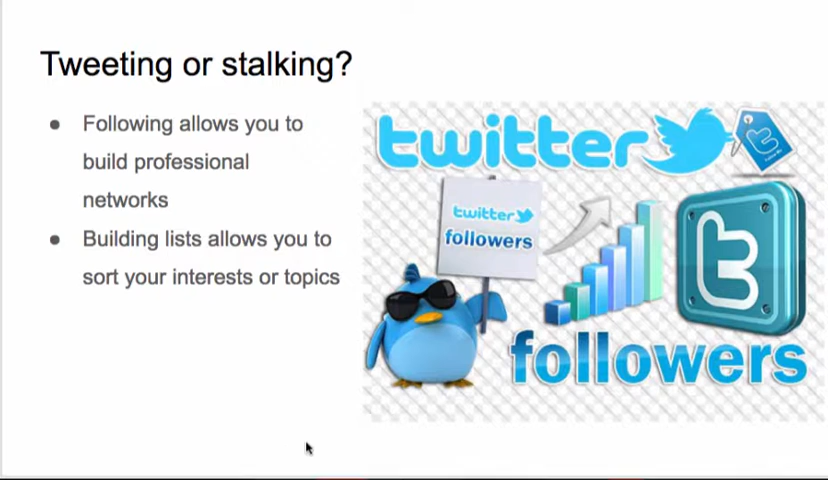 Tweeting or stalking?
Following allows you to
build professional
networks
Building lists allows you to
sort your interests or topics
twitter
t
twitter
followers
t
followers